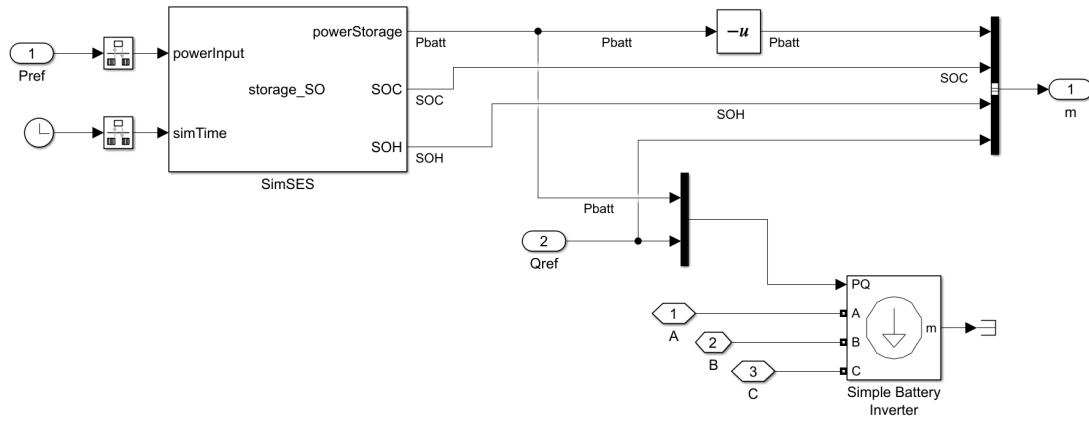 1
Pref
powerInput
simTime
storage_SO
powerStorage
SOC
SOH
SimSES
Pbatt
Pbatt
-u
Pbatt
SOC
SOC
SOH
SOH
1
m
Pbatt
2
Qref
1
A
2
B
3
C
PQ
A
B
C
m
Simple Battery
Inverter